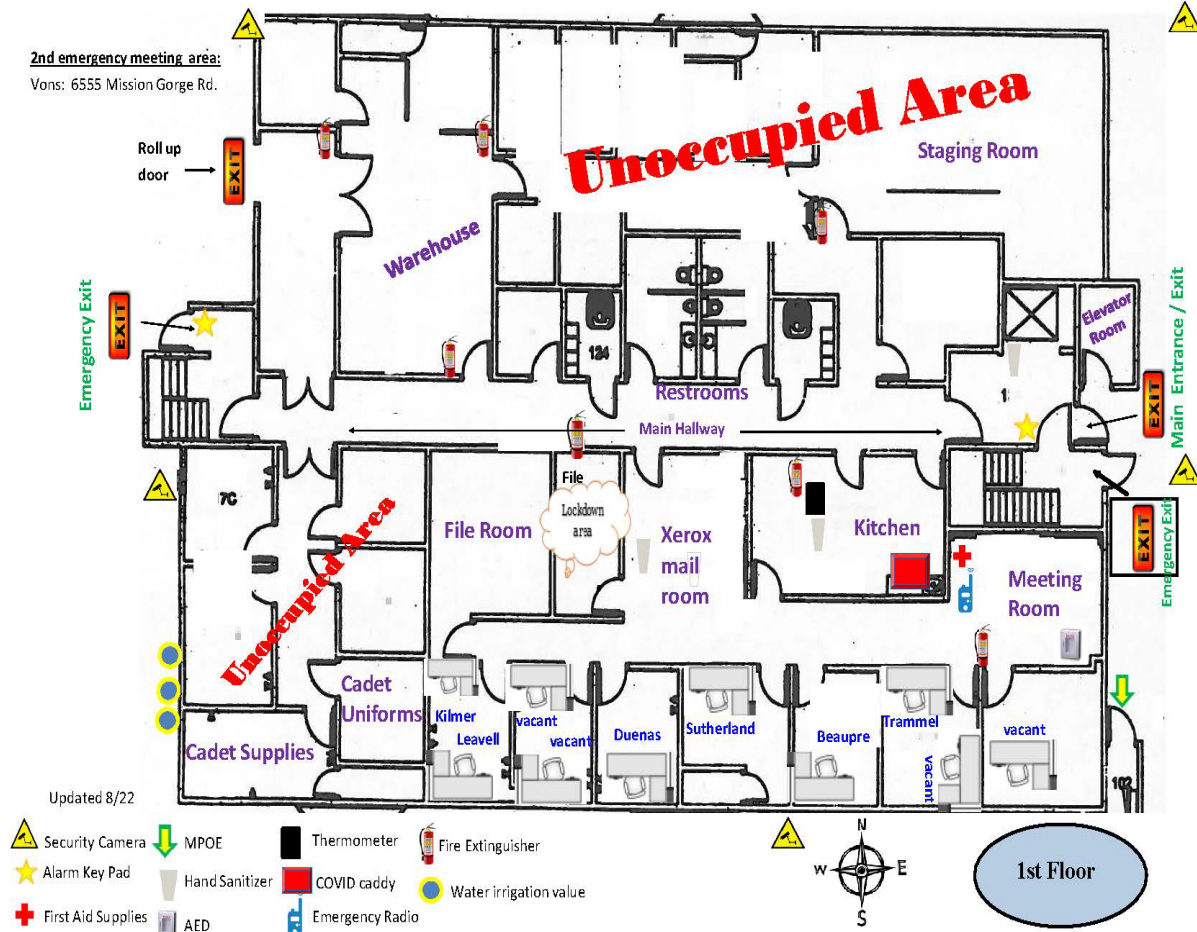 2nd emergency meeting area:
Vons: 6555 Mission Gorge Rd.
Unoccupied Area
Staging Room
Roll up
door
EXIT
Warehouse
Emergency Exit
EXIT
Elevator
Room
Main Entrance / Exit
EXIT
124
Restrooms
Main Hallway
File
Lockdown
area
File Room
Xerox
mail
room
Kitchen
EXIT
Emergency Exit
Meeting
Room
Unoccupied Area
Cadet
Uniforms
Cadet Supplies
Kilmer
Leavell
vacant
vacant
Duenas
Sutherland
Beaupre
Trammel
vacant
vacant
102
Updated 8/22
Security Camera
MPOE
Thermometer
Fire Extinguisher
Alarm Key Pad
Hand Sanitizer
COVID caddy
Water irrigation value
First Aid Supplies
AED
Emergency Radio
N
W
E
S
1st Floor